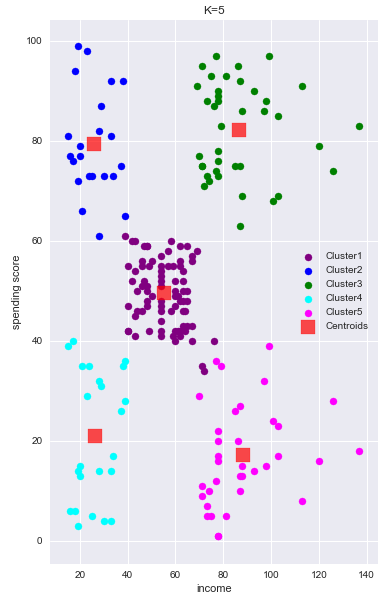 K=5
100
80
60
40
20
0
spending score
Cluster1
Cluster2
Cluster3
Cluster4
Cluster5
Centroids
20 40 60 80 100 120 140
income